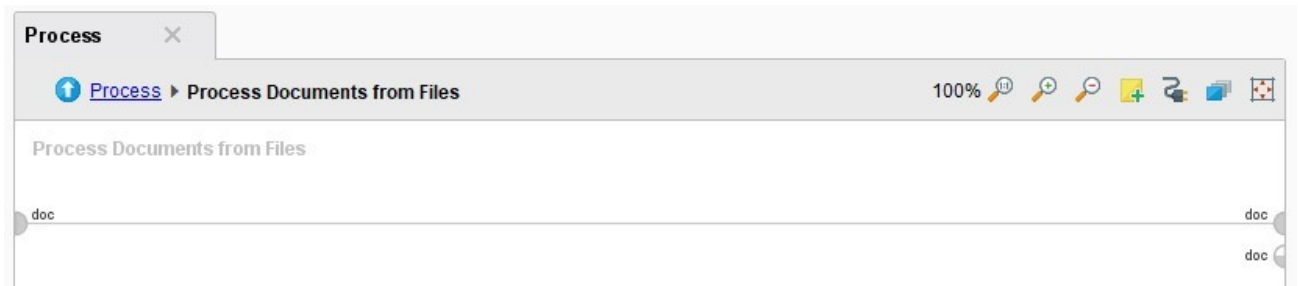 Process
Process Process Documents from Files 100%
Process Documents from Files
doc doc
doc